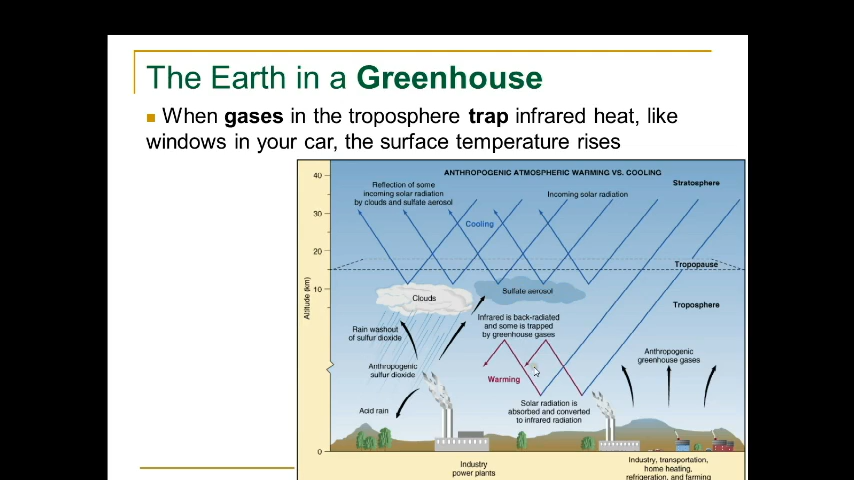 The Earth in a Greenhouse
When gases in the troposphere trap infrared heat, like
windows in your car, the surface temperature rises
ANTHROPOGENIC ATMOSPHERIC WARMING VS. COOLING
40
Reflection of some
incoming solar radiation
by clouds and sulfate aerosol
Incoming solar radiation
Stratosphere
30
Cooling
20
Tropopause
Altitude (km)
10
Clouds
Sulfate aerosol
Troposphere
Infrared is back-radiated
and some is trapped
by greenhouse gases
Rain washout
of sulfur dioxide
Anthropogenic
greenhouse gases
Anthropogenic
sulfur dioxide
Warming
Acid rain
Solar radiation is
absorbed and converted
to infrared radiation
0
Industry
power plants
Industry, transportation,
home heating,
refrigeration, and farming